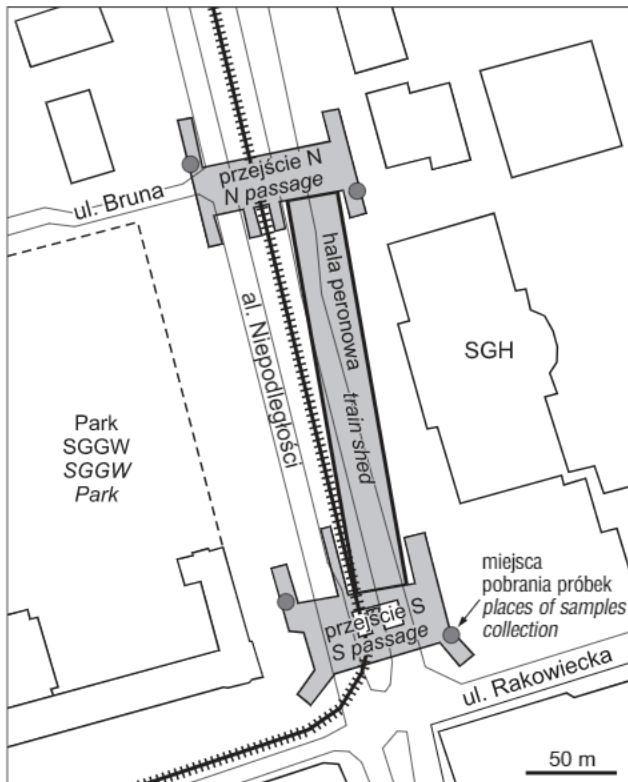 przejście N
N passage
ul. Bruna
hala peronowa
train shed
al. Niepodległości
SGH
Park
SGGW
SGGW
Park
miejsca
pobrania próbek
places of samples
collection
przejście S
S passage
ul. Rakowiecka
50 m